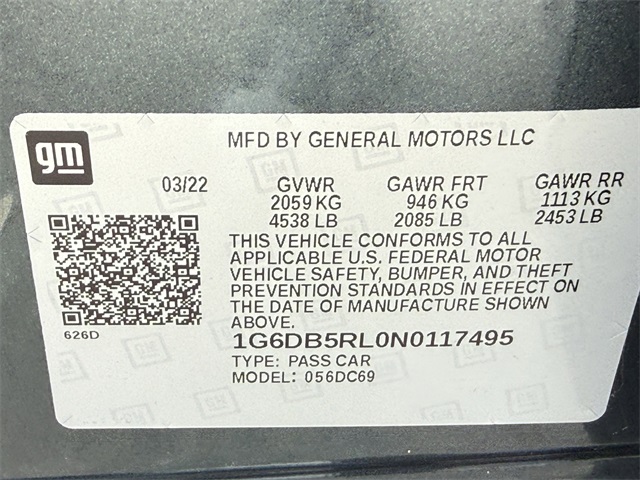 gm
MFD BY GENERAL MOTORS LLC
03/22 GVWR GAWR FRT GAWR RR
2059 KG 946 KG 1113 KG
4538 LB 2085 LB 2453 LB
THIS VEHICLE CONFORMS TO ALL
APPLICABLE U.S. FEDERAL MOTOR
VEHICLE SAFETY, BUMPER, AND THEFT
PREVENTION STANDARDS IN EFFECT ON
THE DATE OF MANUFACTURE SHOWN
ABOVE.
626D
1G6DB5RL0N0117495
TYPE: PASS CAR
MODEL: 056DC69